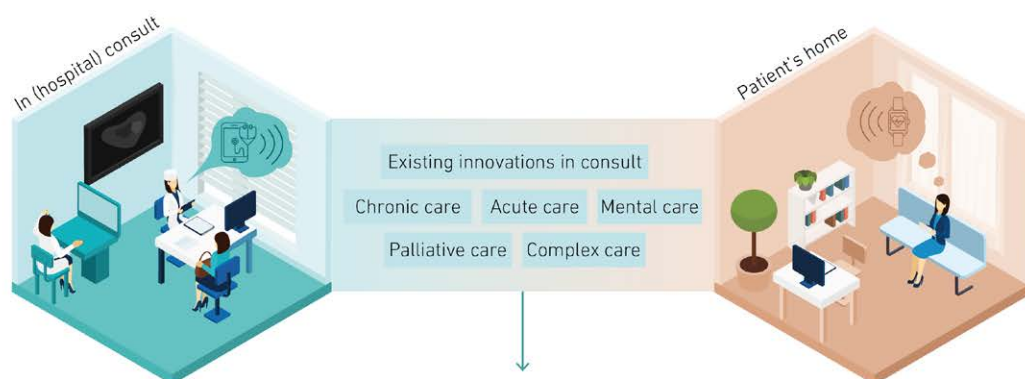 In (hospital) consult
Patient's home
Existing innovations in consult
Chronic care Acute care Mental care
Palliative care Complex care